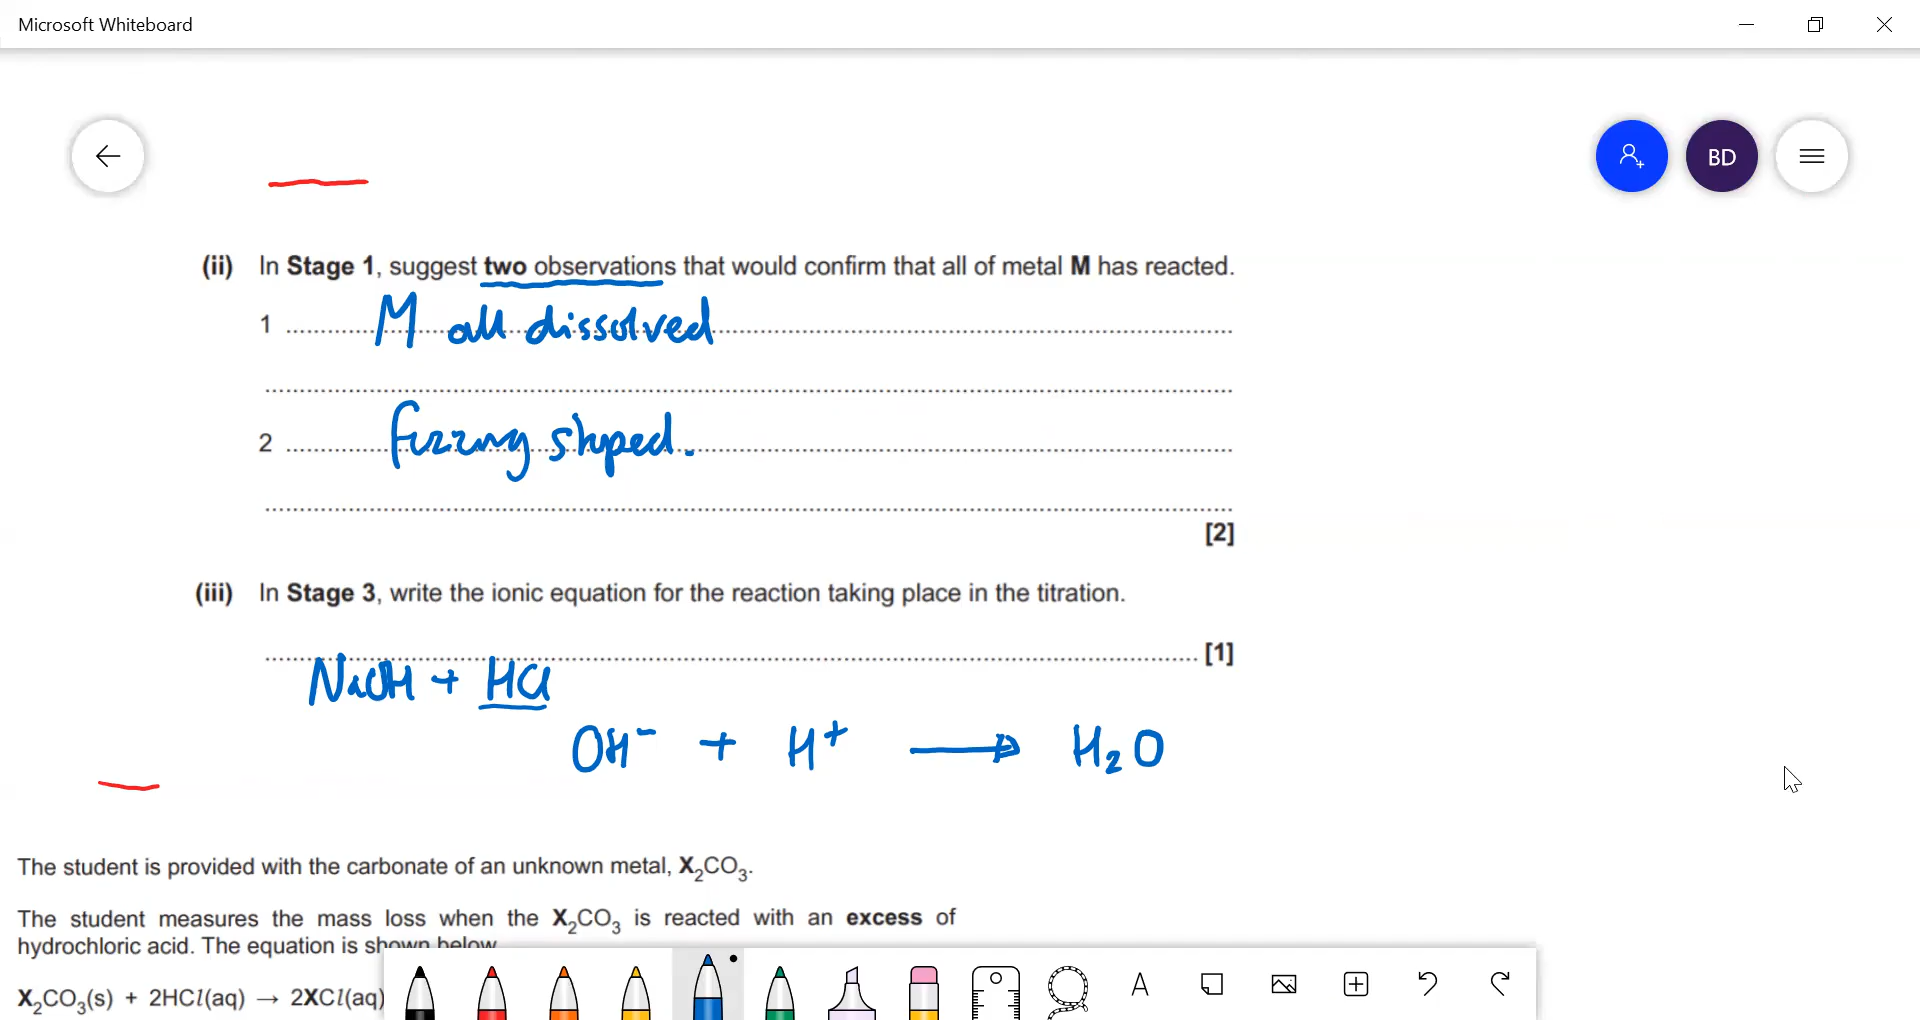 Microsoft Whiteboard
BD
(ii) In Stage 1, suggest two observations that would confirm that all of metal M has reacted.
1 M all dissolved
2 fizzing stopped.
[2]
(iii) In Stage 3, write the ionic equation for the reaction taking place in the titration.
[1]
NaOH + HCl
OH⁻ + H⁺ → H₂O
The student is provided with the carbonate of an unknown metal, X₂CO₃.
The student measures the mass loss when the X₂CO₃ is reacted with an excess of
hydrochloric acid. The equation is shown below
X₂CO₃(s) + 2HCl(aq) → 2XCl(aq)